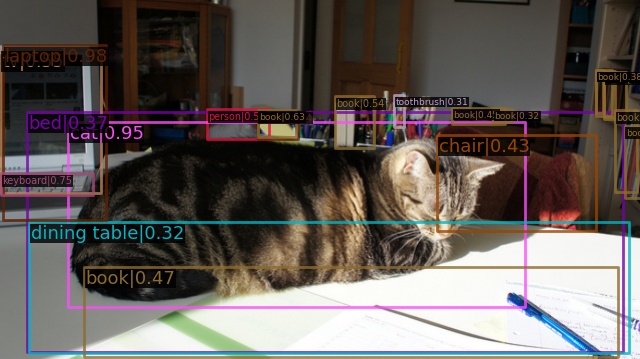 laptop|0.98
bed|0.37
cat|0.95
person|0.5
book|0.63
book|0.54
toothbrush|0.31
book|0.4
book|0.32
book|0.38
book
chair|0.43
keyboard|0.75
dining table|0.32
book|0.47